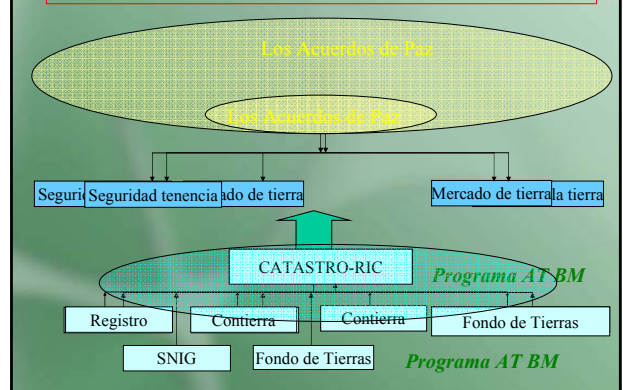 Los Acuerdos de Paz
Los Acuerdos de Paz
Seguri Seguridad tenencia ado de tierra Mercado de tierra la tierra
CATASTRO-RIC
Programa AT BM
Registro Contierra Contierra Fondo de Tierras
SNIG Fondo de Tierras Programa AT BM